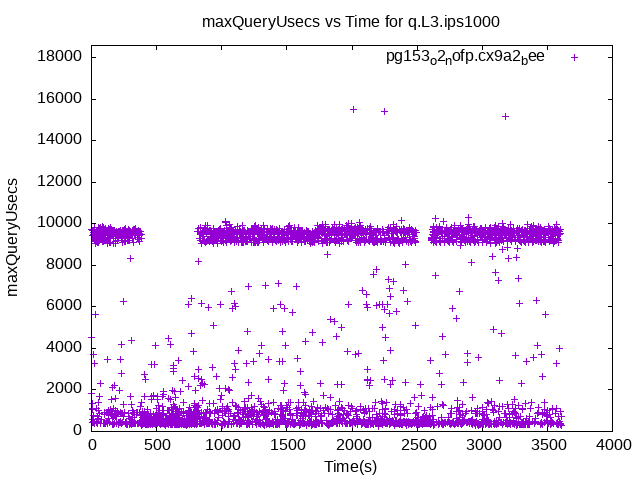 maxQueryUsecs vs Time for q.L3.ips1000
pg153o2nofp.cx9a2bee
maxQueryUsecs
18000
16000
14000
12000
10000
8000
6000
4000
2000
0
0 500 1000 1500 2000 2500 3000 3500 4000
Time(s)